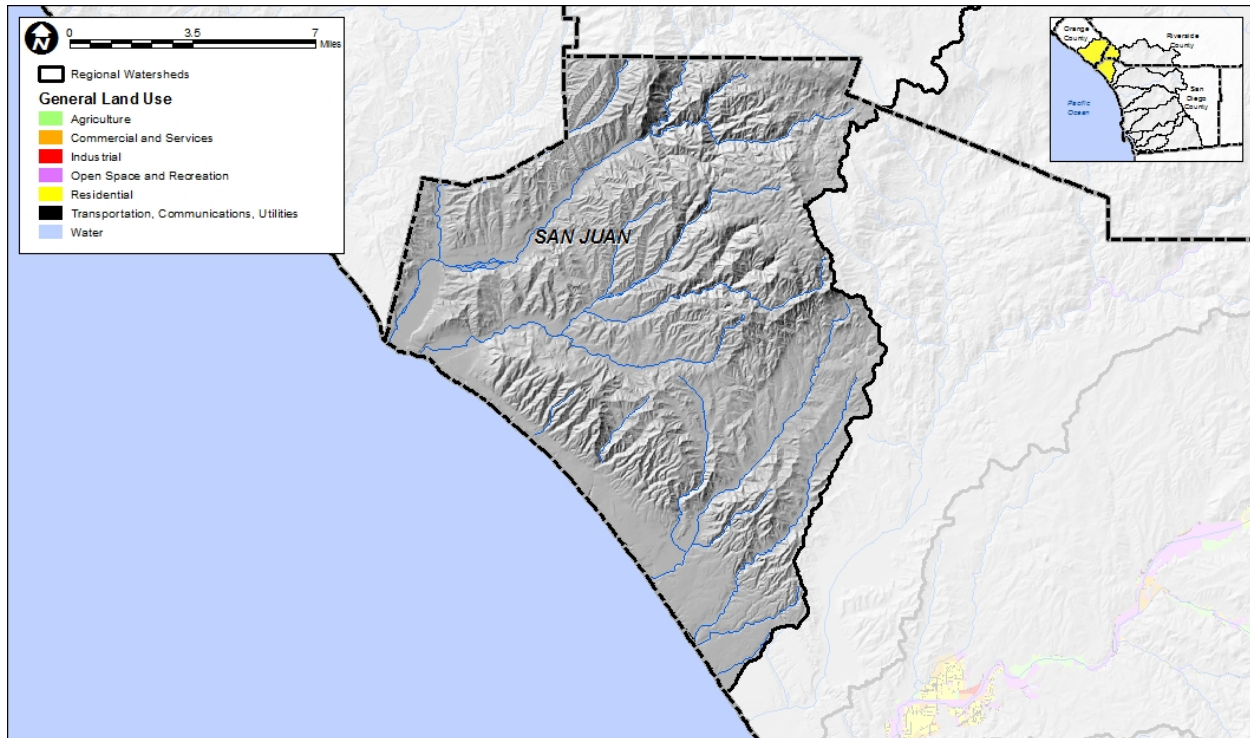 N
0 3.5 7
Miles
Regional Watersheds
General Land Use
Agriculture
Commercial and Services
Industrial
Open Space and Recreation
Residential
Transportation, Communications, Utilities
Water
SAN JUAN
Orange
County
Riverside
County
San
Diego
County
Pacific
Ocean